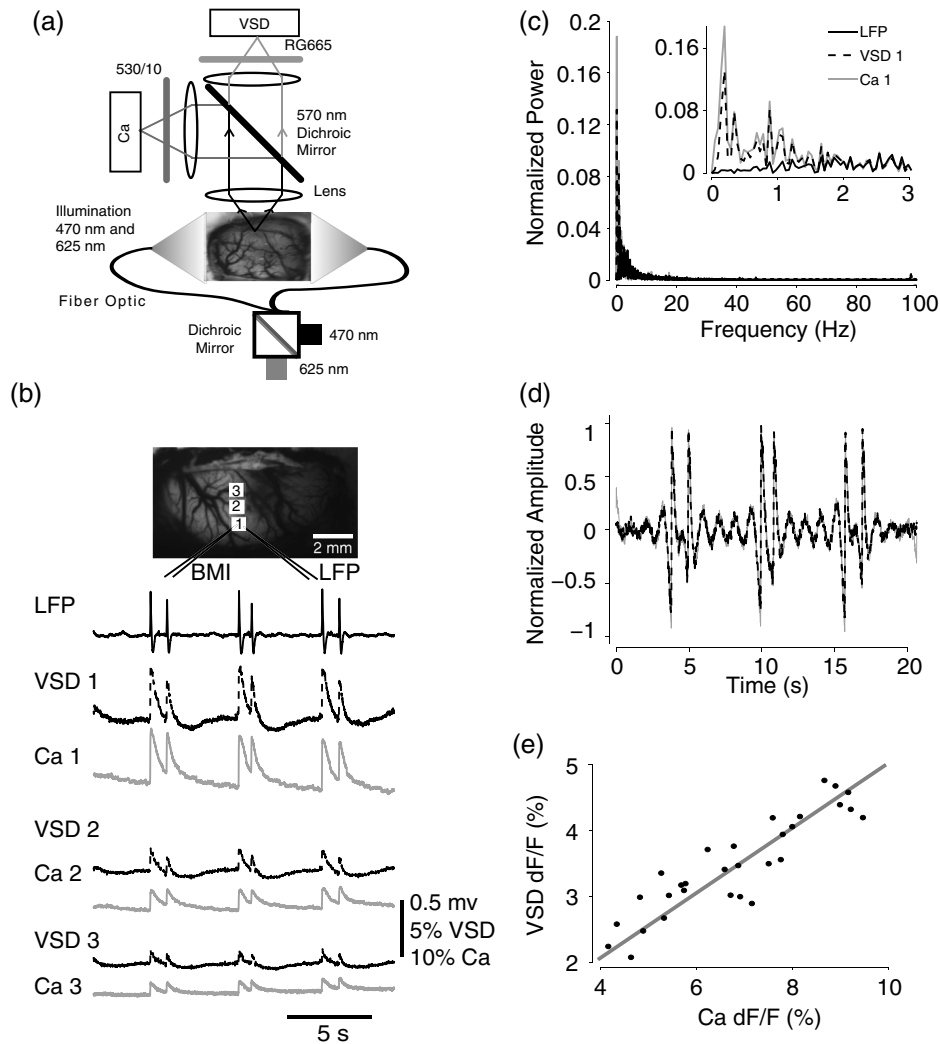 (a)
VSD
RG665
530/10
Ca
570 nm
Dichroic
Mirror
Lens
Illumination
470 nm and
625 nm
Fiber Optic
Dichroic
Mirror
470 nm
625 nm
(b)
3
2
1
2 mm
BMI
LFP
LFP
VSD 1
Ca 1
VSD 2
Ca 2
VSD 3
Ca 3
0.5 mv
5% VSD
10% Ca
5 s
(c)
Normalized Power
0.2
0.16
0.12
0.08
0.04
0
0 20 40 60 80 100
Frequency (Hz)
0.16
0.08
0
0 1 2 3
LFP
VSD 1
Ca 1
(d)
Normalized Amplitude
1
0.5
0
−0.5
−1
0 5 10 15 20
Time (s)
(e)
VSD dF/F (%)
5
4
3
2
4 6 8 10
Ca dF/F (%)